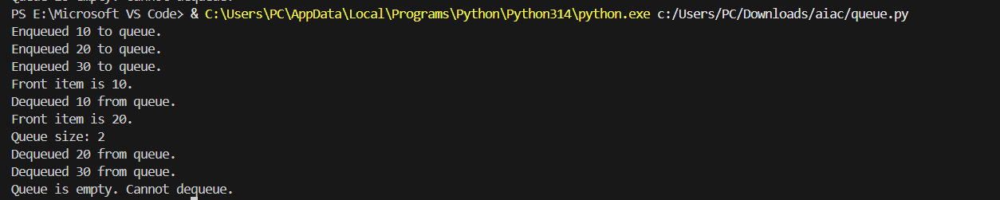 PS E:\Microsoft VS Code> & C:\Users\PC\AppData\Local\Programs\Python\Python314\python.exe c:/Users/PC/Downloads/aiac/queue.py
Enqueued 10 to queue.
Enqueued 20 to queue.
Enqueued 30 to queue.
Front item is 10.
Dequeued 10 from queue.
Front item is 20.
Queue size: 2
Dequeued 20 from queue.
Dequeued 30 from queue.
Queue is empty. Cannot dequeue.